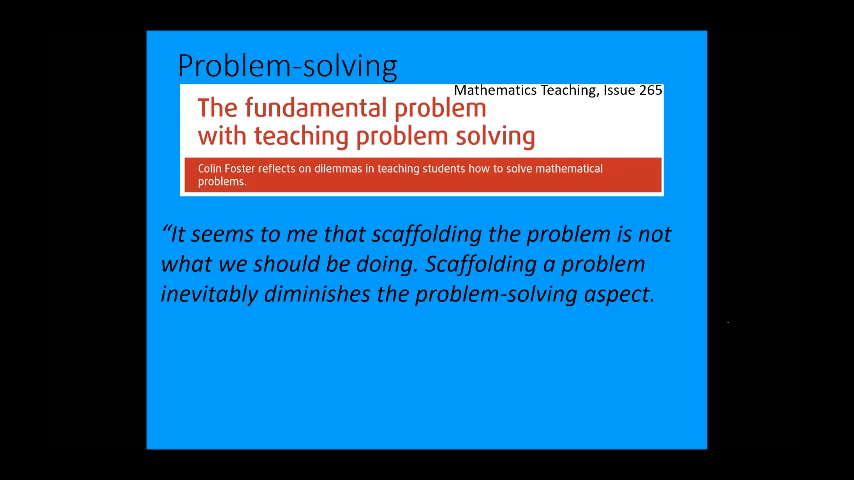 Problem-solving
Mathematics Teaching, Issue 265
The fundamental problem
with teaching problem solving
Colin Foster reflects on dilemmas in teaching students how to solve mathematical
problems.
“It seems to me that scaffolding the problem is not
what we should be doing. Scaffolding a problem
inevitably diminishes the problem-solving aspect.